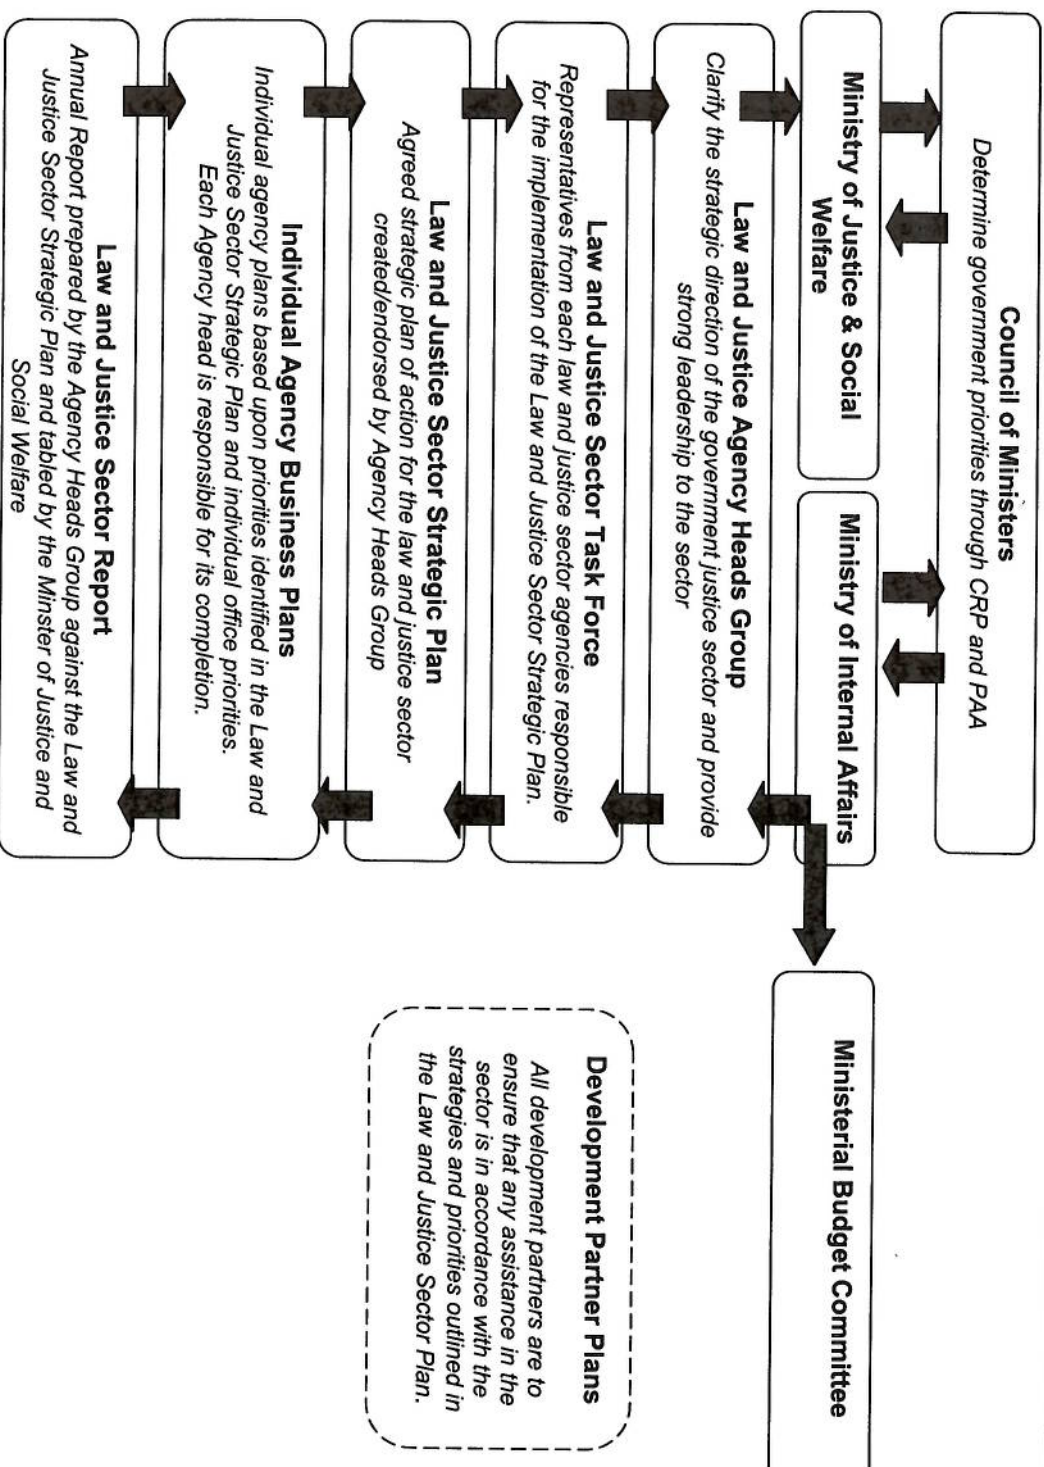 Council of Ministers
Determine government priorities through CRP and PAA
Ministry of Justice & Social
Welfare
Ministry of Internal Affairs
Ministerial Budget Committee
Law and Justice Agency Heads Group
Clarify the strategic direction of the government justice sector and provide
strong leadership to the sector
Law and Justice Sector Task Force
Representatives from each law and justice sector agencies responsible
for the implementation of the Law and Justice Sector Strategic Plan.
Law and Justice Sector Strategic Plan
Agreed strategic plan of action for the law and justice sector
created/endorsed by Agency Heads Group
Individual Agency Business Plans
Individual agency plans based upon priorities identified in the Law and
Justice Sector Strategic Plan and individual office priorities.
Each Agency head is responsible for its completion.
Law and Justice Sector Report
Annual Report prepared by the Agency Heads Group against the Law and
Justice Sector Strategic Plan and tabled by the Minster of Justice and
Social Welfare
Development Partner Plans
All development partners are to
ensure that any assistance in the
sector is in accordance with the
strategies and priorities outlined in
the Law and Justice Sector Plan.